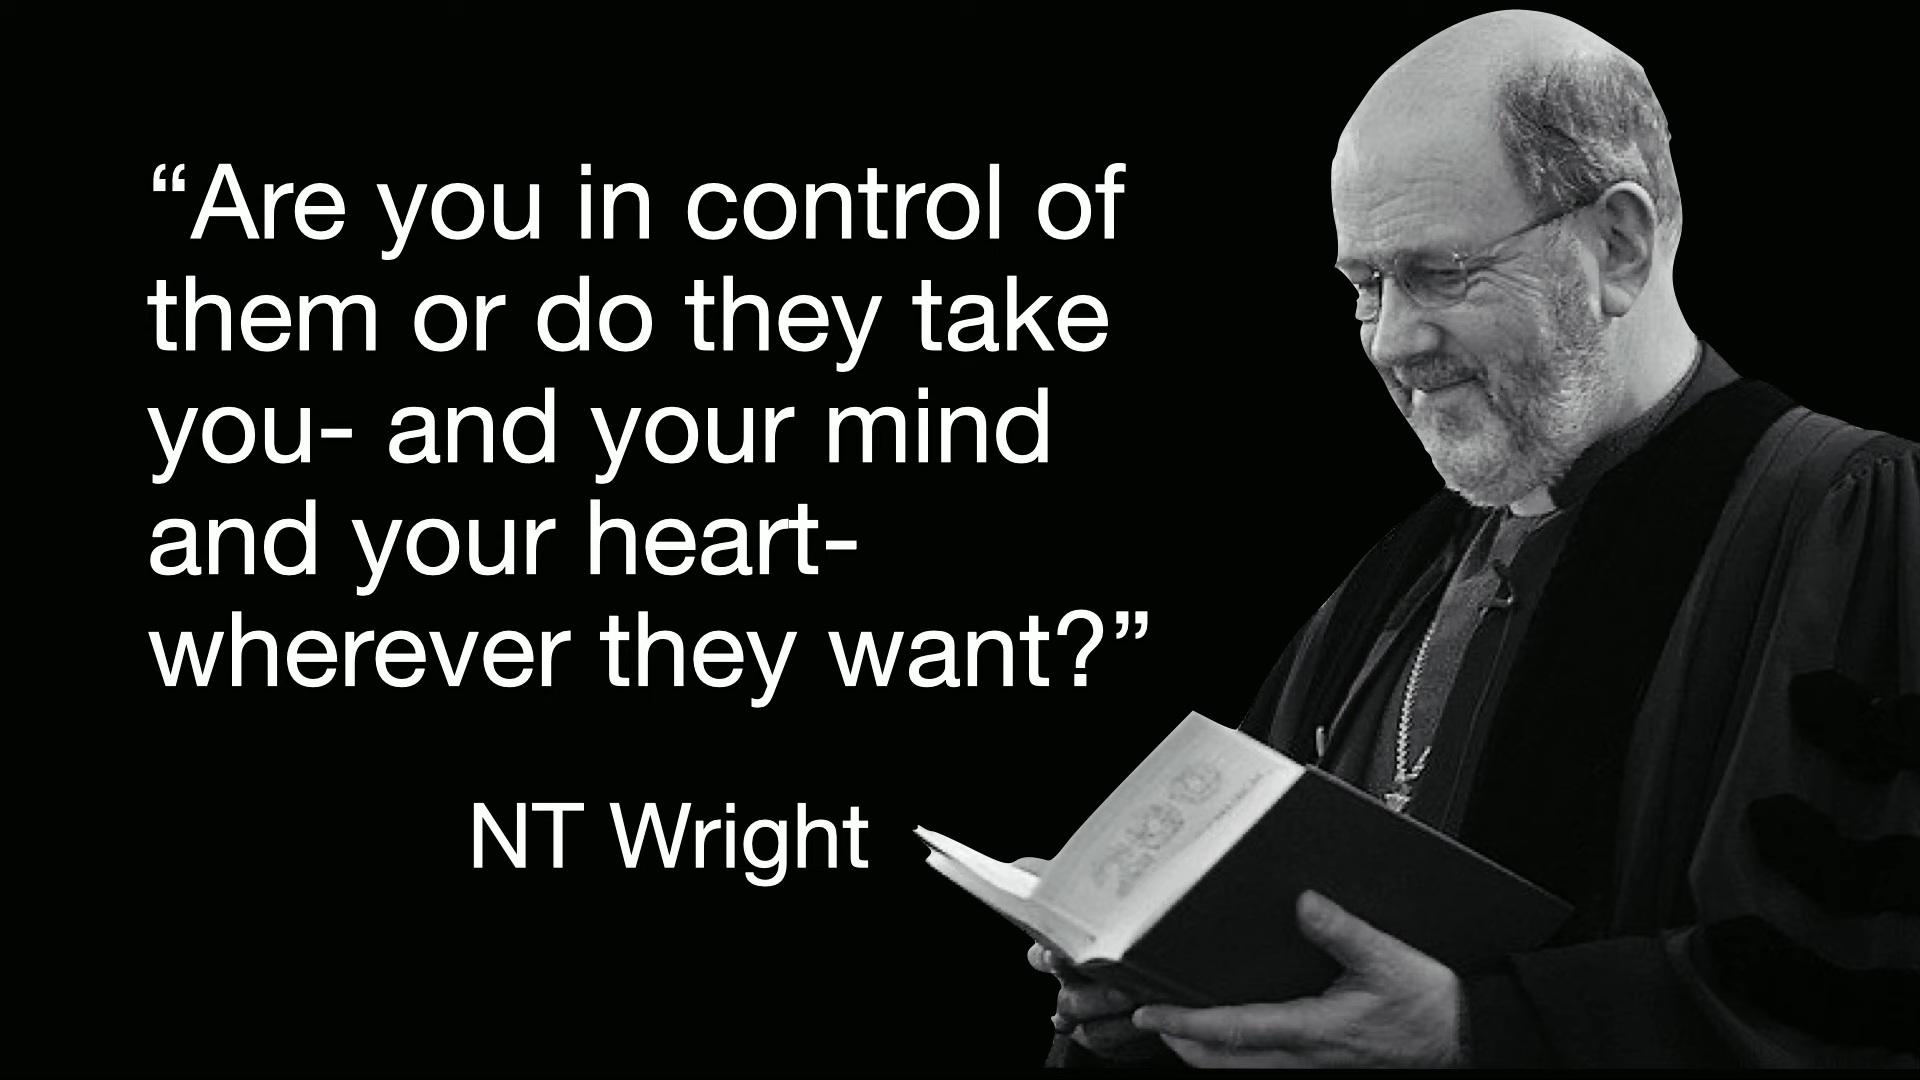 “Are you in control of
them or do they take
you- and your mind
and your heart-
wherever they want?”
NT Wright